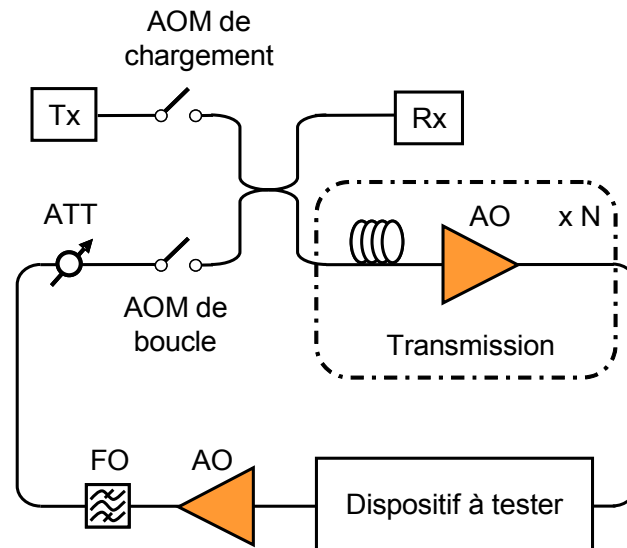 AOM de
chargement
Tx
Rx
ATT
AO
x N
AOM de
boucle
Transmission
FO
AO
Dispositif à tester